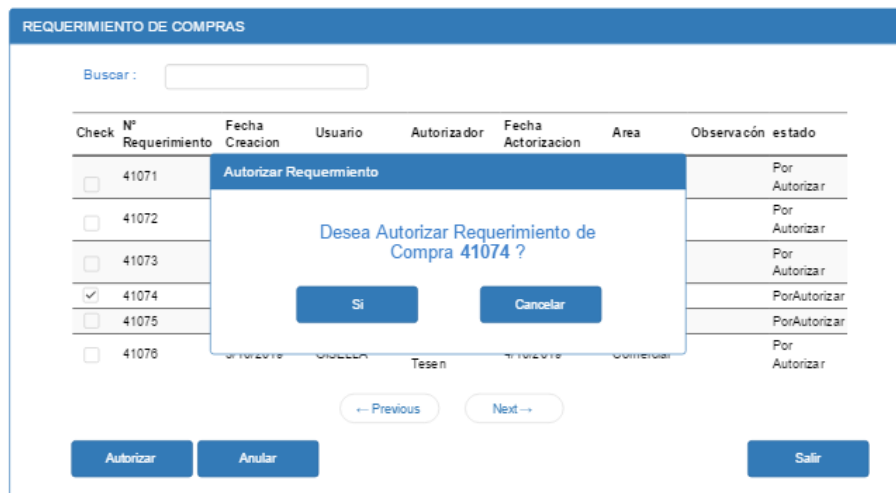 REQUERIMIENTO DE COMPRAS
Buscar :
Check N° Requerimiento Fecha Creacion Usuario Autorizador Fecha Actorizacion Area Observacón estado
41071 Por Autorizar
41072 Por Autorizar
41073 Por Autorizar
41074 PorAutorizar
41075 PorAutorizar
41076 Tesen Por Autorizar
Autorizar Requermiento
Desea Autorizar Requerimiento de
Compra 41074 ?
Si Cancelar
← Previous Next →
Autorizar Anular Salir